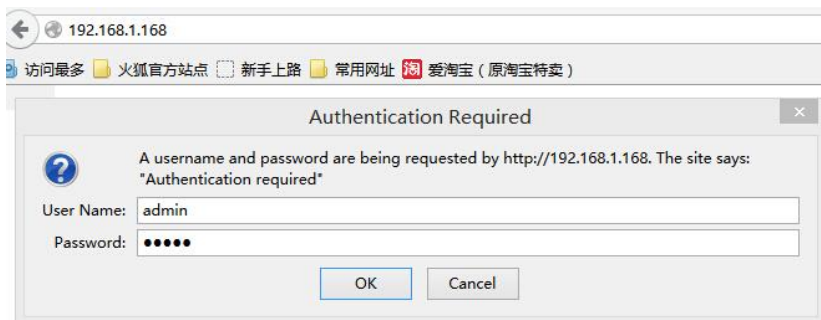 192.168.1.168
访问最多 火狐官方站点 新手上路 常用网址 淘 爱淘宝（原淘宝特卖）
Authentication Required
A username and password are being requested by http://192.168.1.168. The site says:
"Authentication required"
User Name: admin
Password: ●●●●●
OK Cancel